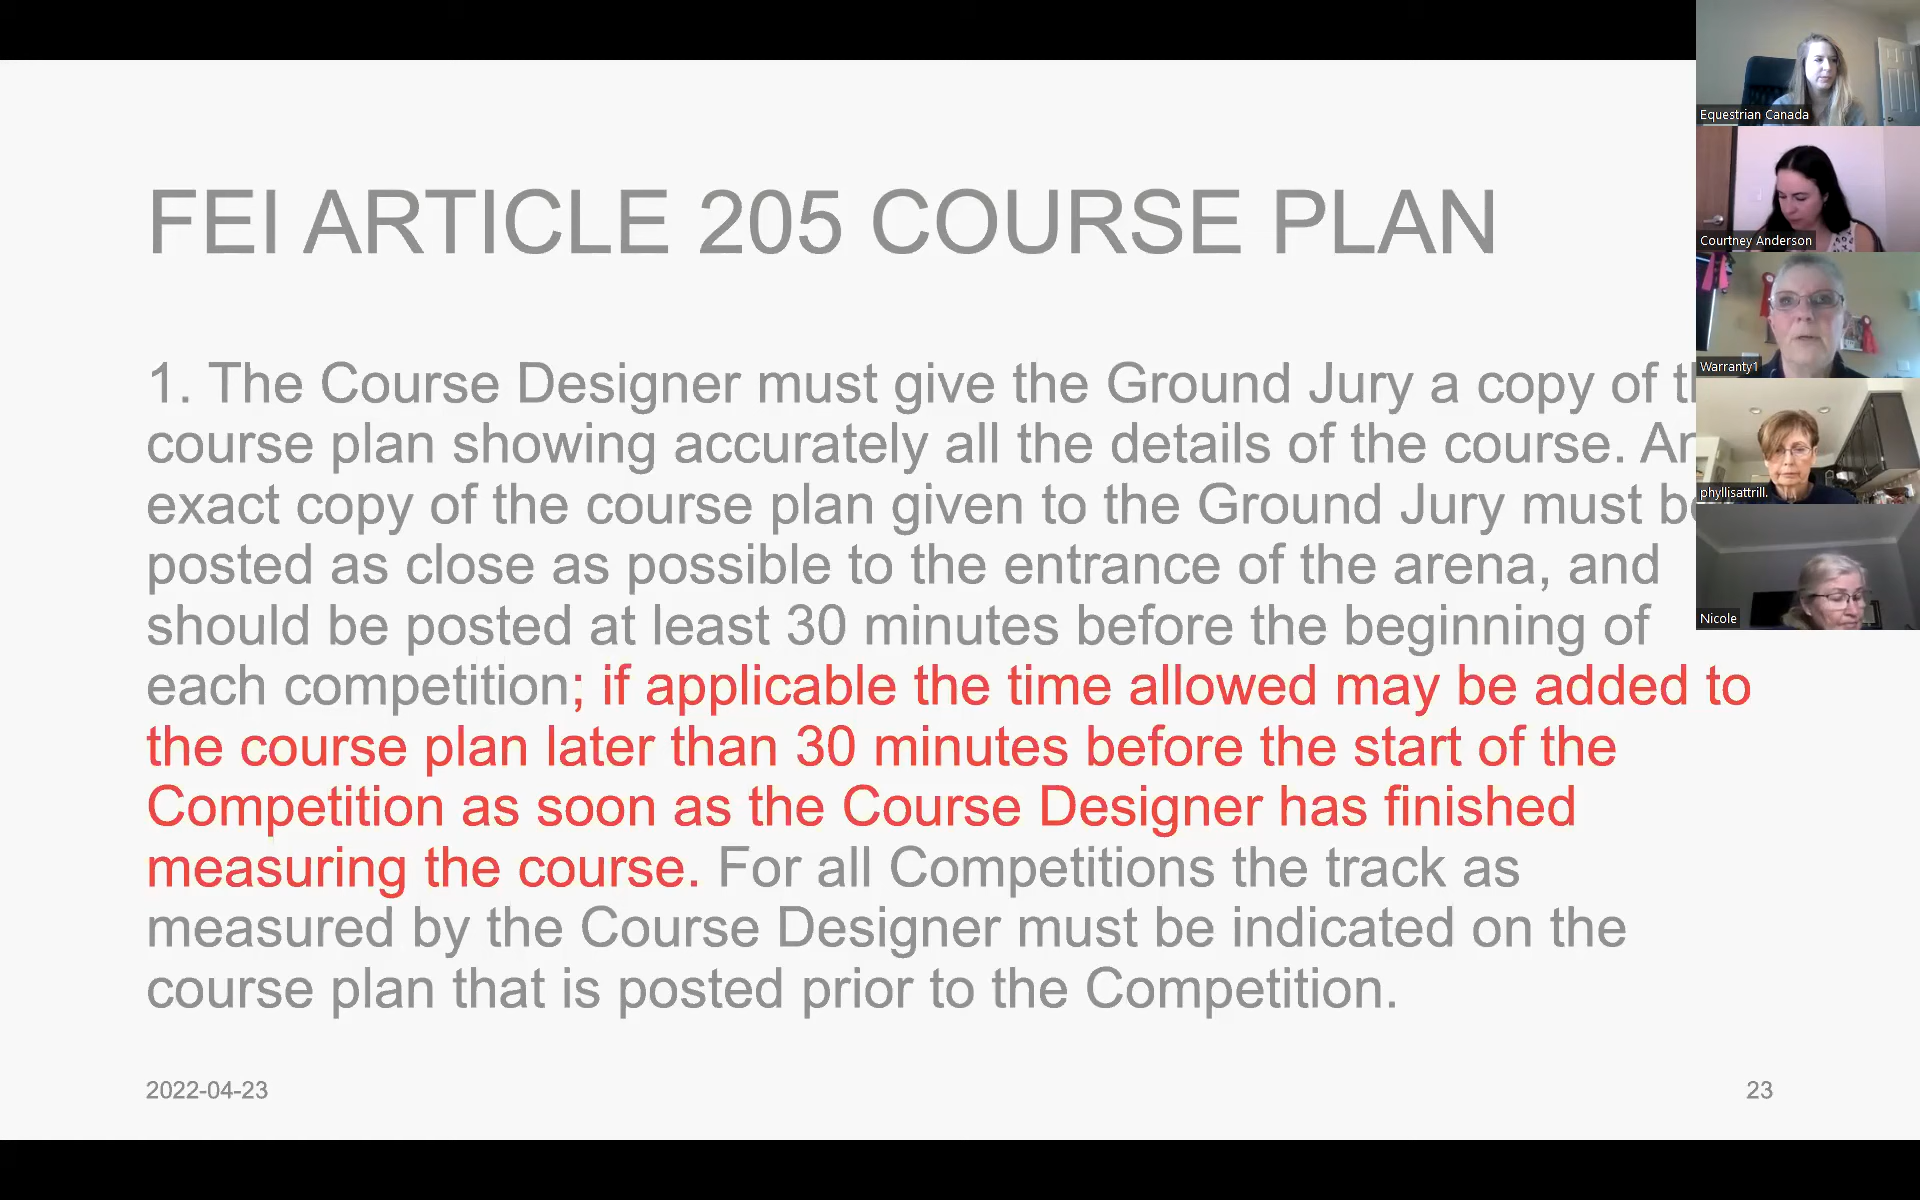 FEI ARTICLE 205 COURSE PLAN
1. The Course Designer must give the Ground Jury a copy of
course plan showing accurately all the details of the course.
exact copy of the course plan given to the Ground Jury must
posted as close as possible to the entrance of the arena, and
should be posted at least 30 minutes before the beginning of
each competition; if applicable the time allowed may be added to
the course plan later than 30 minutes before the start of the
Competition as soon as the Course Designer has finished
measuring the course. For all Competitions the track as
measured by the Course Designer must be indicated on the
course plan that is posted prior to the Competition.
2022-04-23
23
Equestrian Canada
Courtney Anderson
Warranty1
phyllisattrill.
Nicole